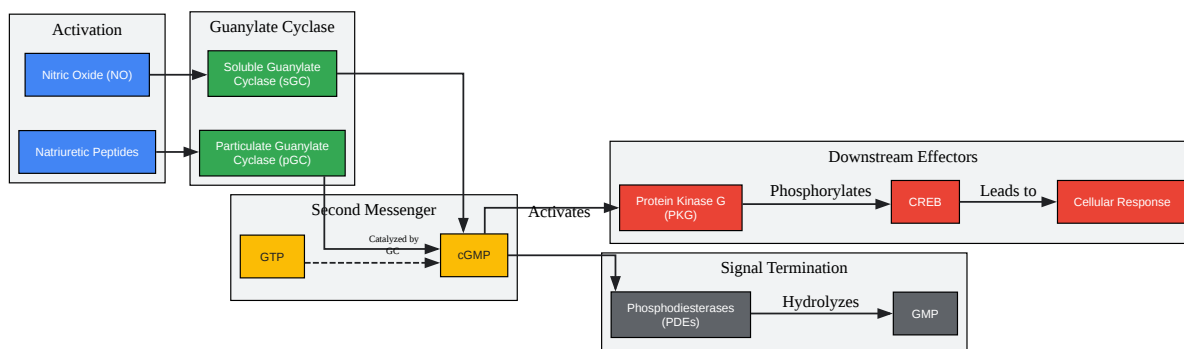 Activation
Nitric Oxide (NO)
Natriuretic Peptides
Guanylate Cyclase
Soluble Guanylate
Cyclase (sGC)
Particulate Guanylate
Cyclase (pGC)
Second Messenger
GTP
Catalyzed by
GC
cGMP
Activates
Downstream Effectors
Protein Kinase G
(PKG)
Phosphorylates
CREB
Leads to
Cellular Response
Signal Termination
Phosphodiesterases
(PDEs)
Hydrolyzes
GMP